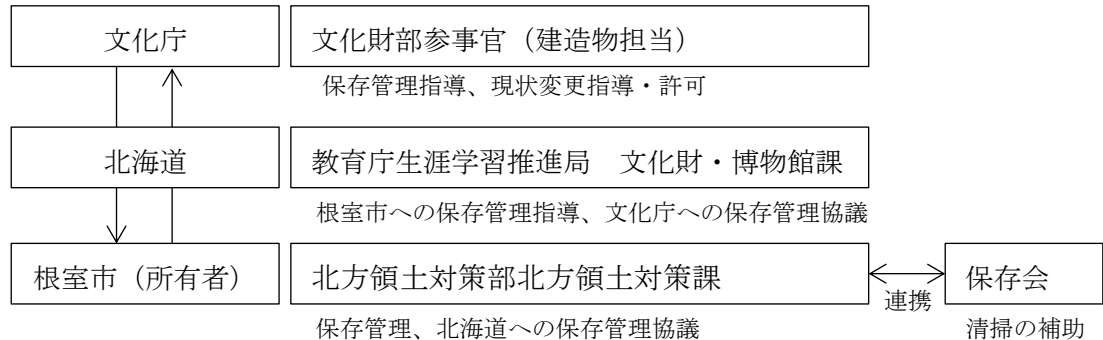 文化庁
文化財部参事官（建造物担当）
保存管理指導、現状変更指導・許可
北海道
教育庁生涯学習推進局　文化財・博物館課
根室市への保存管理指導、文化庁への保存管理協議
根室市（所有者）
北方領土対策部北方領土対策課
連携
保存会
保存管理、北海道への保存管理協議
清掃の補助